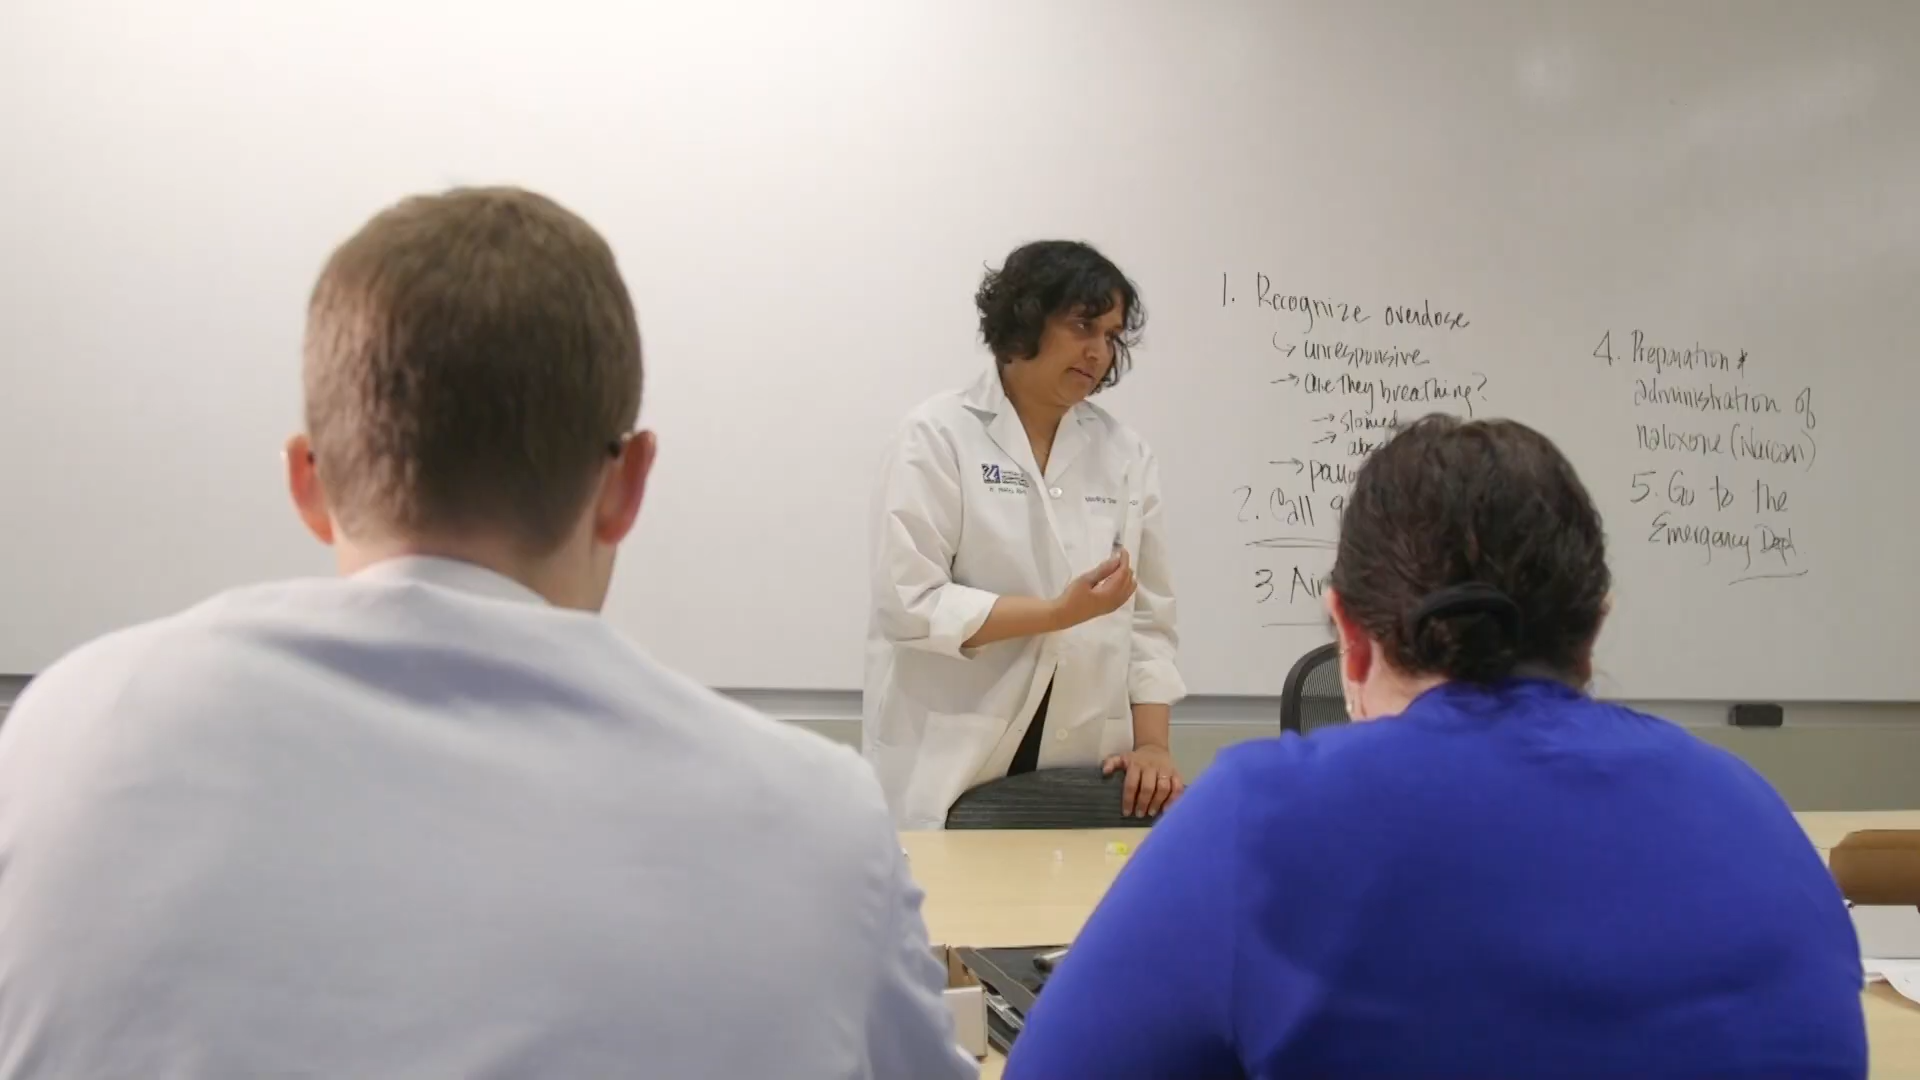 1. Recognize overdose
↳ unresponsive
→ are they breathing?
→ slowed
→
→
2. Call
3. Air
4. Preparation &
administration of
naloxone (Narcan)
5. Go to the
Emergency Dept.